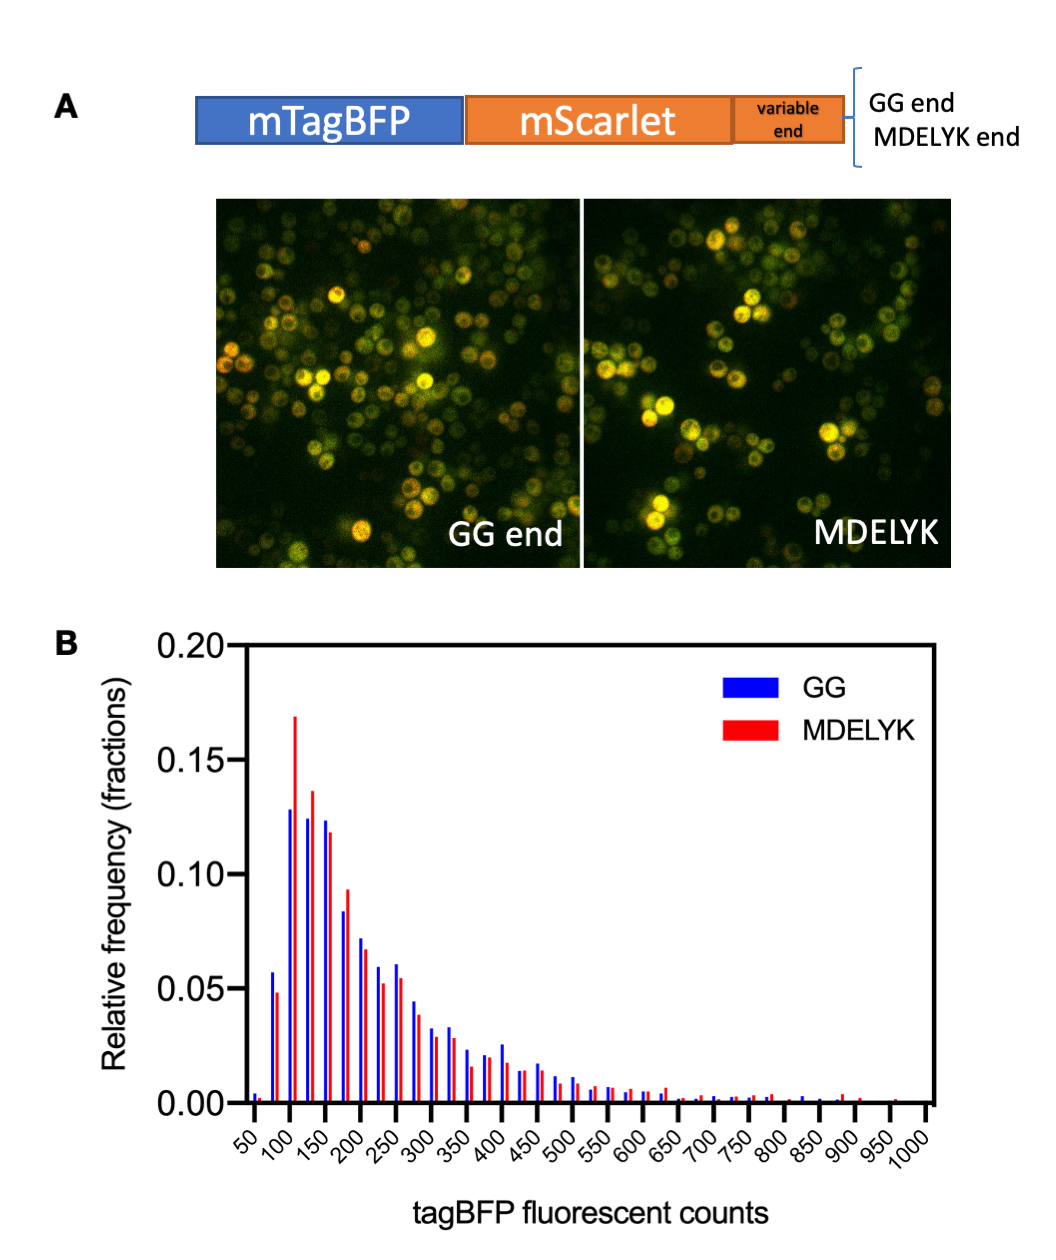 A
mTagBFP
mScarlet
variable
end
GG end
MDELYK end
GG end
MDELYK
B
Relative frequency (fractions)
0.20
0.15
0.10
0.05
0.00
GG
MDELYK
50
100
150
200
250
300
350
400
450
500
550
600
650
700
750
800
850
900
950
1000
tagBFP fluorescent counts